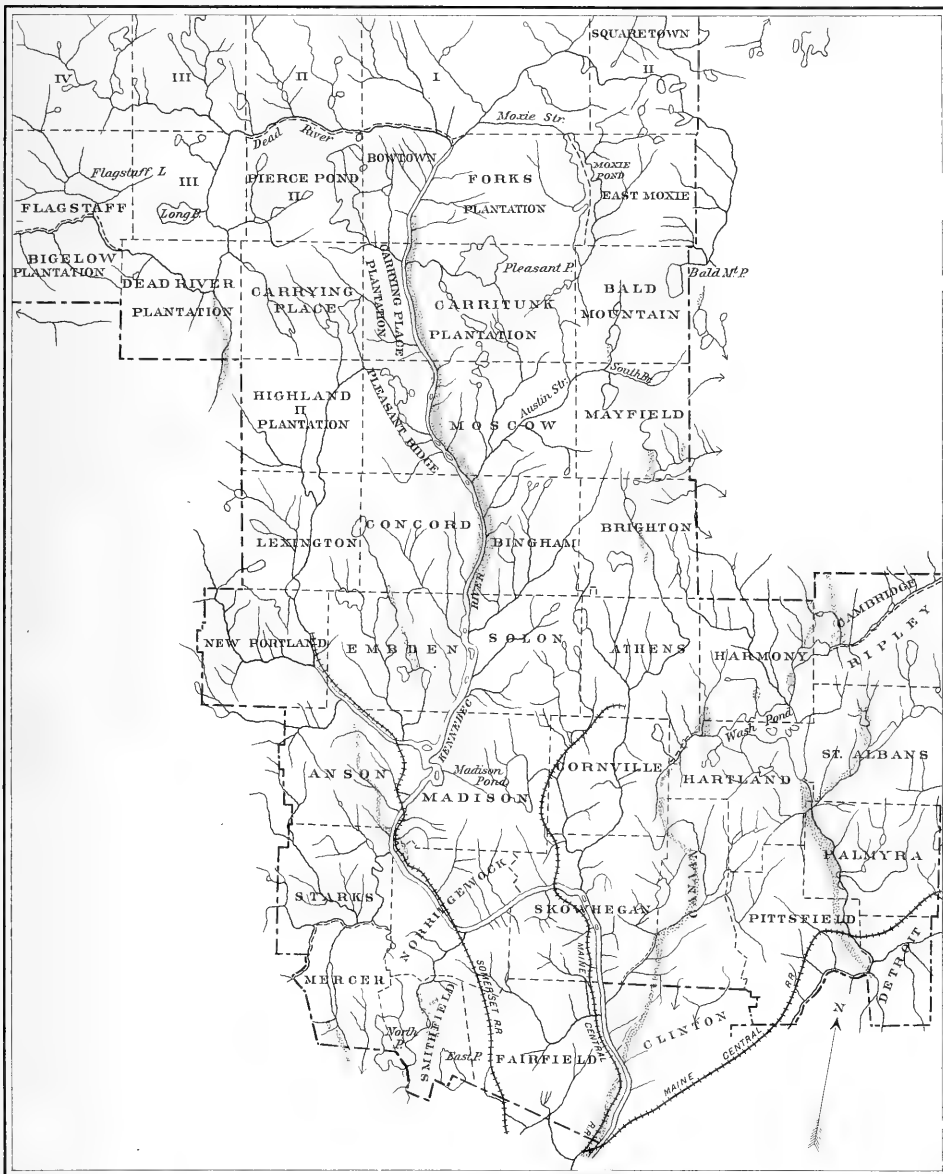 SQUARETOWN
II
IV
III
II
I
Moxie Str.
Dead River
MOXIE
POND
BOWTOWN
FORKS
PLANTATION
EAST MOXIE
Flagstaff L
III
PIERCE POND
II
Long P.
FLAGSTAFF
BIGELOW
PLANTATION
DEAD RIVER
PLANTATION
CARRYING
PLACE
CARRYING PLACE
PLANTATION
Pleasant P.
CARRITUNK
PLANTATION
BALD
MOUNTAIN
Bald Mt P.
HIGHLAND
II
PLANTATION
PLEASANT RIDGE
MOSCOW
Austin Str.
South Br
MAYFIELD
CONCORD
LEXINGTON
BINGHAM
BRIGHTON
RIVER
CAMBRIDGE
RIPLEY
NEW PORTLAND
EMBDEN
SOLON
ATHENS
HARMONY
KENNEBEC
Wash Pond
ST. ALBANS
ANSON
Madison
Pond
MADISON
CORNVILLE
HARTLAND
PALMYRA
STARKS
NORRINGEWOCK
SKOWHEGAN
CANAAN
PITTSFIELD
DETROIT
MERCER
SMITHFIELD
North
P.
East P.
SOMERSET RR
FAIRFIELD
MAINE CENTRAL
RR
CLINTON
MAINE CENTRAL RR
N